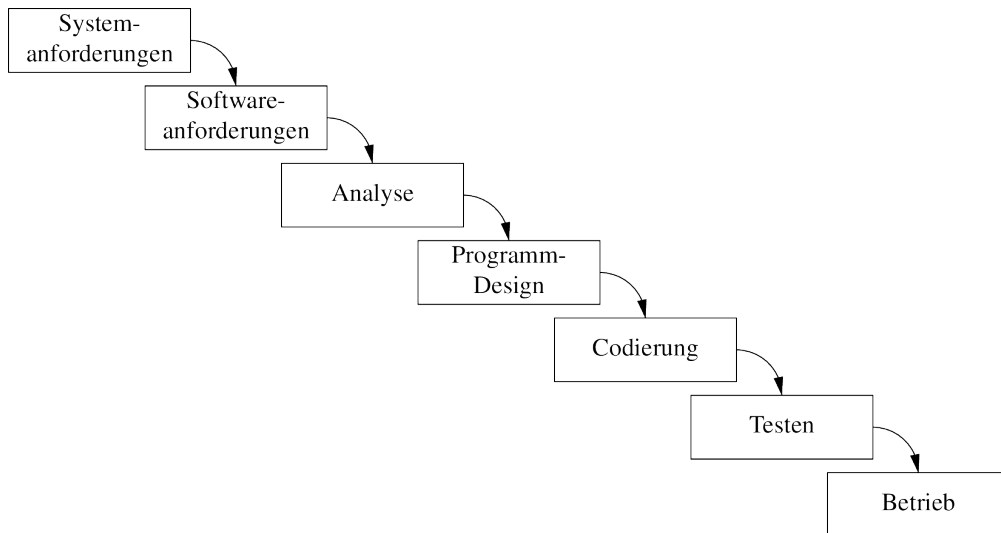 System-
anforderungen
Software-
anforderungen
Analyse
Programm-
Design
Codierung
Testen
Betrieb